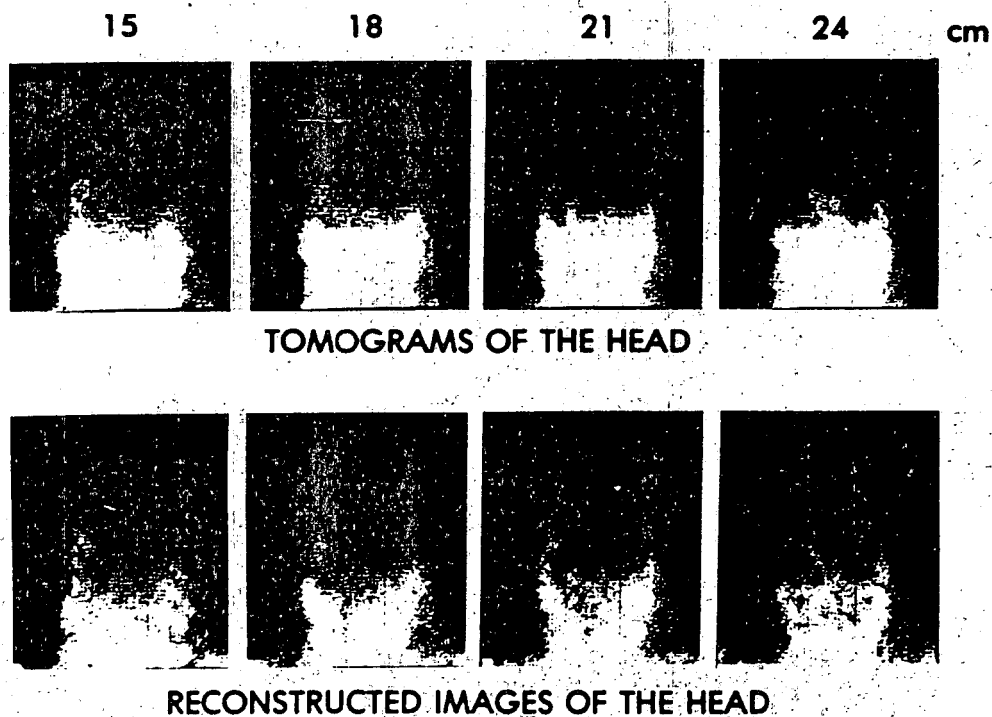 15 18 21 24 cm
TOMOGRAMS OF THE HEAD
RECONSTRUCTED IMAGES OF THE HEAD